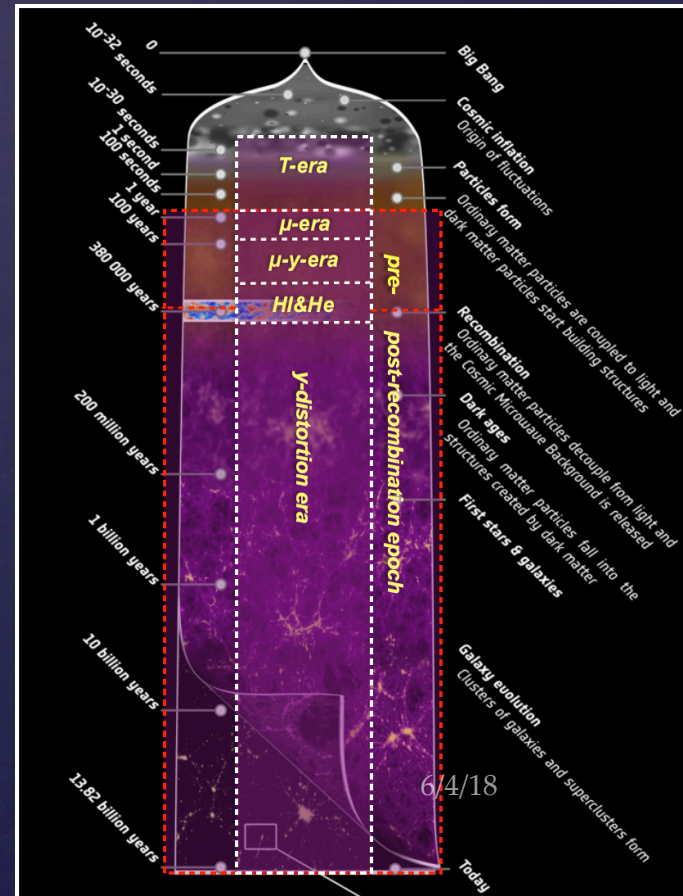 0
10-32 seconds
10-30 seconds
1 second
100 seconds
1 year
100 years
380 000 years
200 million years
1 billion years
10 billion years
13.82 billion years
T-era
μ-era
μ-y-era
HI&He
y-distortion era
pre-
post-recombination epoch
Big Bang
Cosmic inflation
Origin of fluctuations
Particles form
Ordinary matter particles are coupled to light and
dark matter particles start building structures
Recombination
Ordinary matter particles decouple from light and
the Cosmic Microwave Background is released
Dark ages
Ordinary matter particles fall into the
structures created by dark matter
First stars & galaxies
Galaxy evolution
Clusters of galaxies and superclusters form
6/4/18
Today